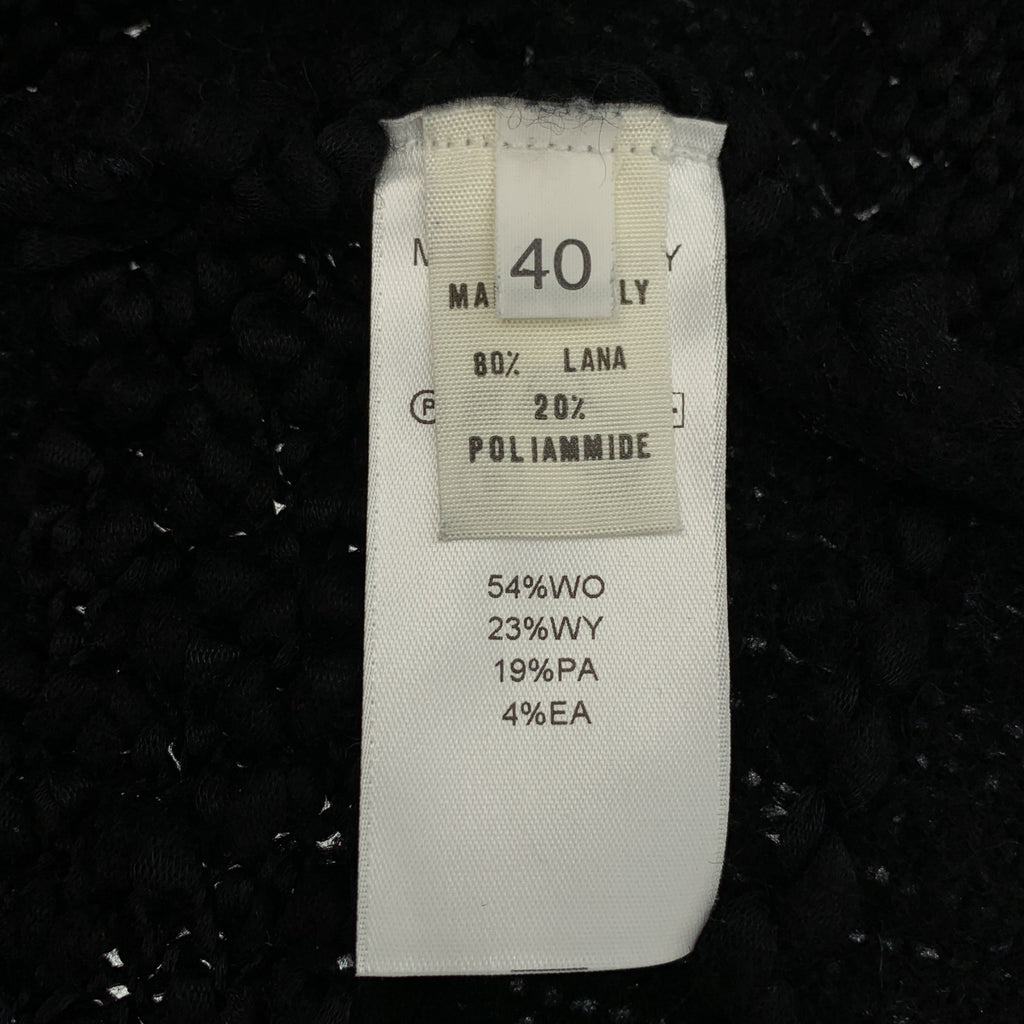 40
80% LANA
20%
POLIAMMIDE
P
54%WO
23%WY
19%PA
4%EA